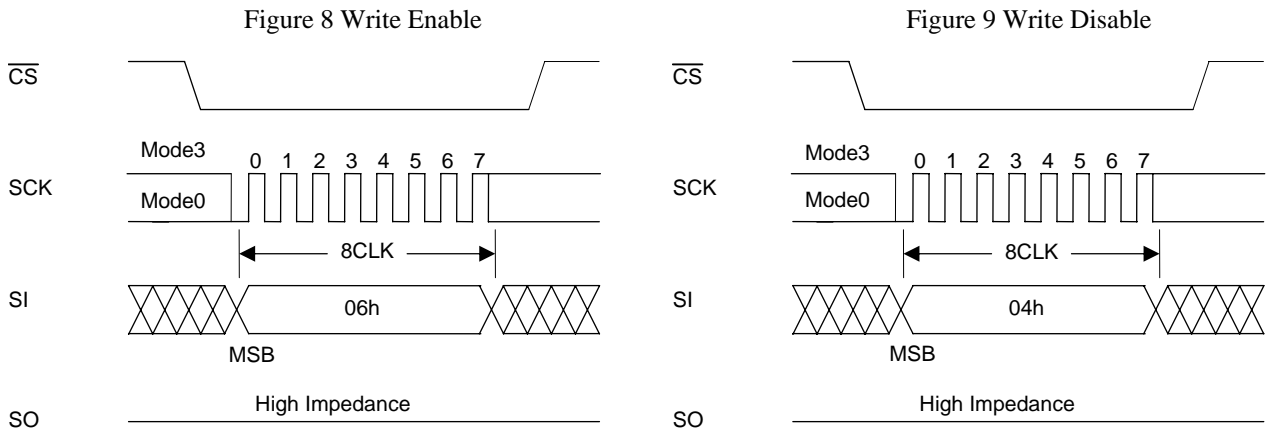 Figure 8 Write Enable
CS
Mode3
0 1 2 3 4 5 6 7
SCK
Mode0
8CLK
SI
06h
MSB
High Impedance
SO
Figure 9 Write Disable
CS
Mode3
0 1 2 3 4 5 6 7
SCK
Mode0
8CLK
SI
04h
MSB
High Impedance
SO